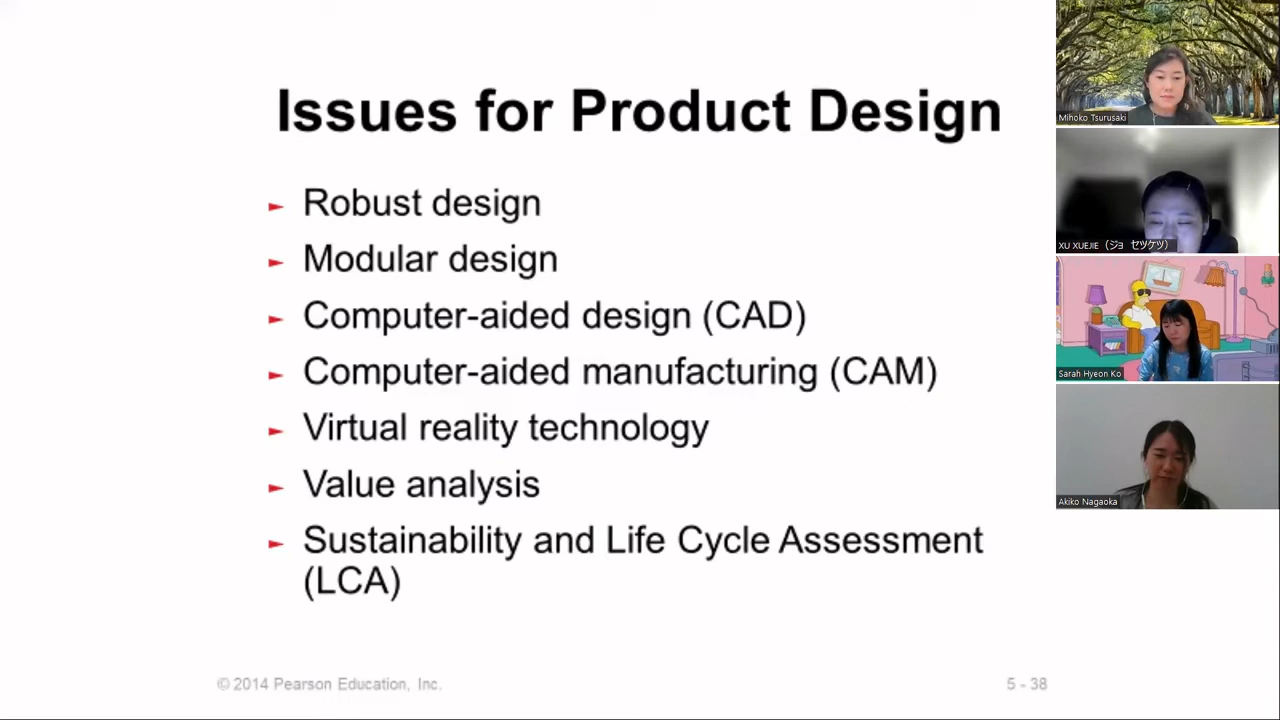 Issues for Product Design
► Robust design
► Modular design
► Computer-aided design (CAD)
► Computer-aided manufacturing (CAM)
► Virtual reality technology
► Value analysis
► Sustainability and Life Cycle Assessment
(LCA)
© 2014 Pearson Education, Inc.
5 - 38
Mihoko Tsurusaki
XU XUEJIE（ジョ　セツケツ）
Sarah Hyeon Ko
Akiko Nagaoka